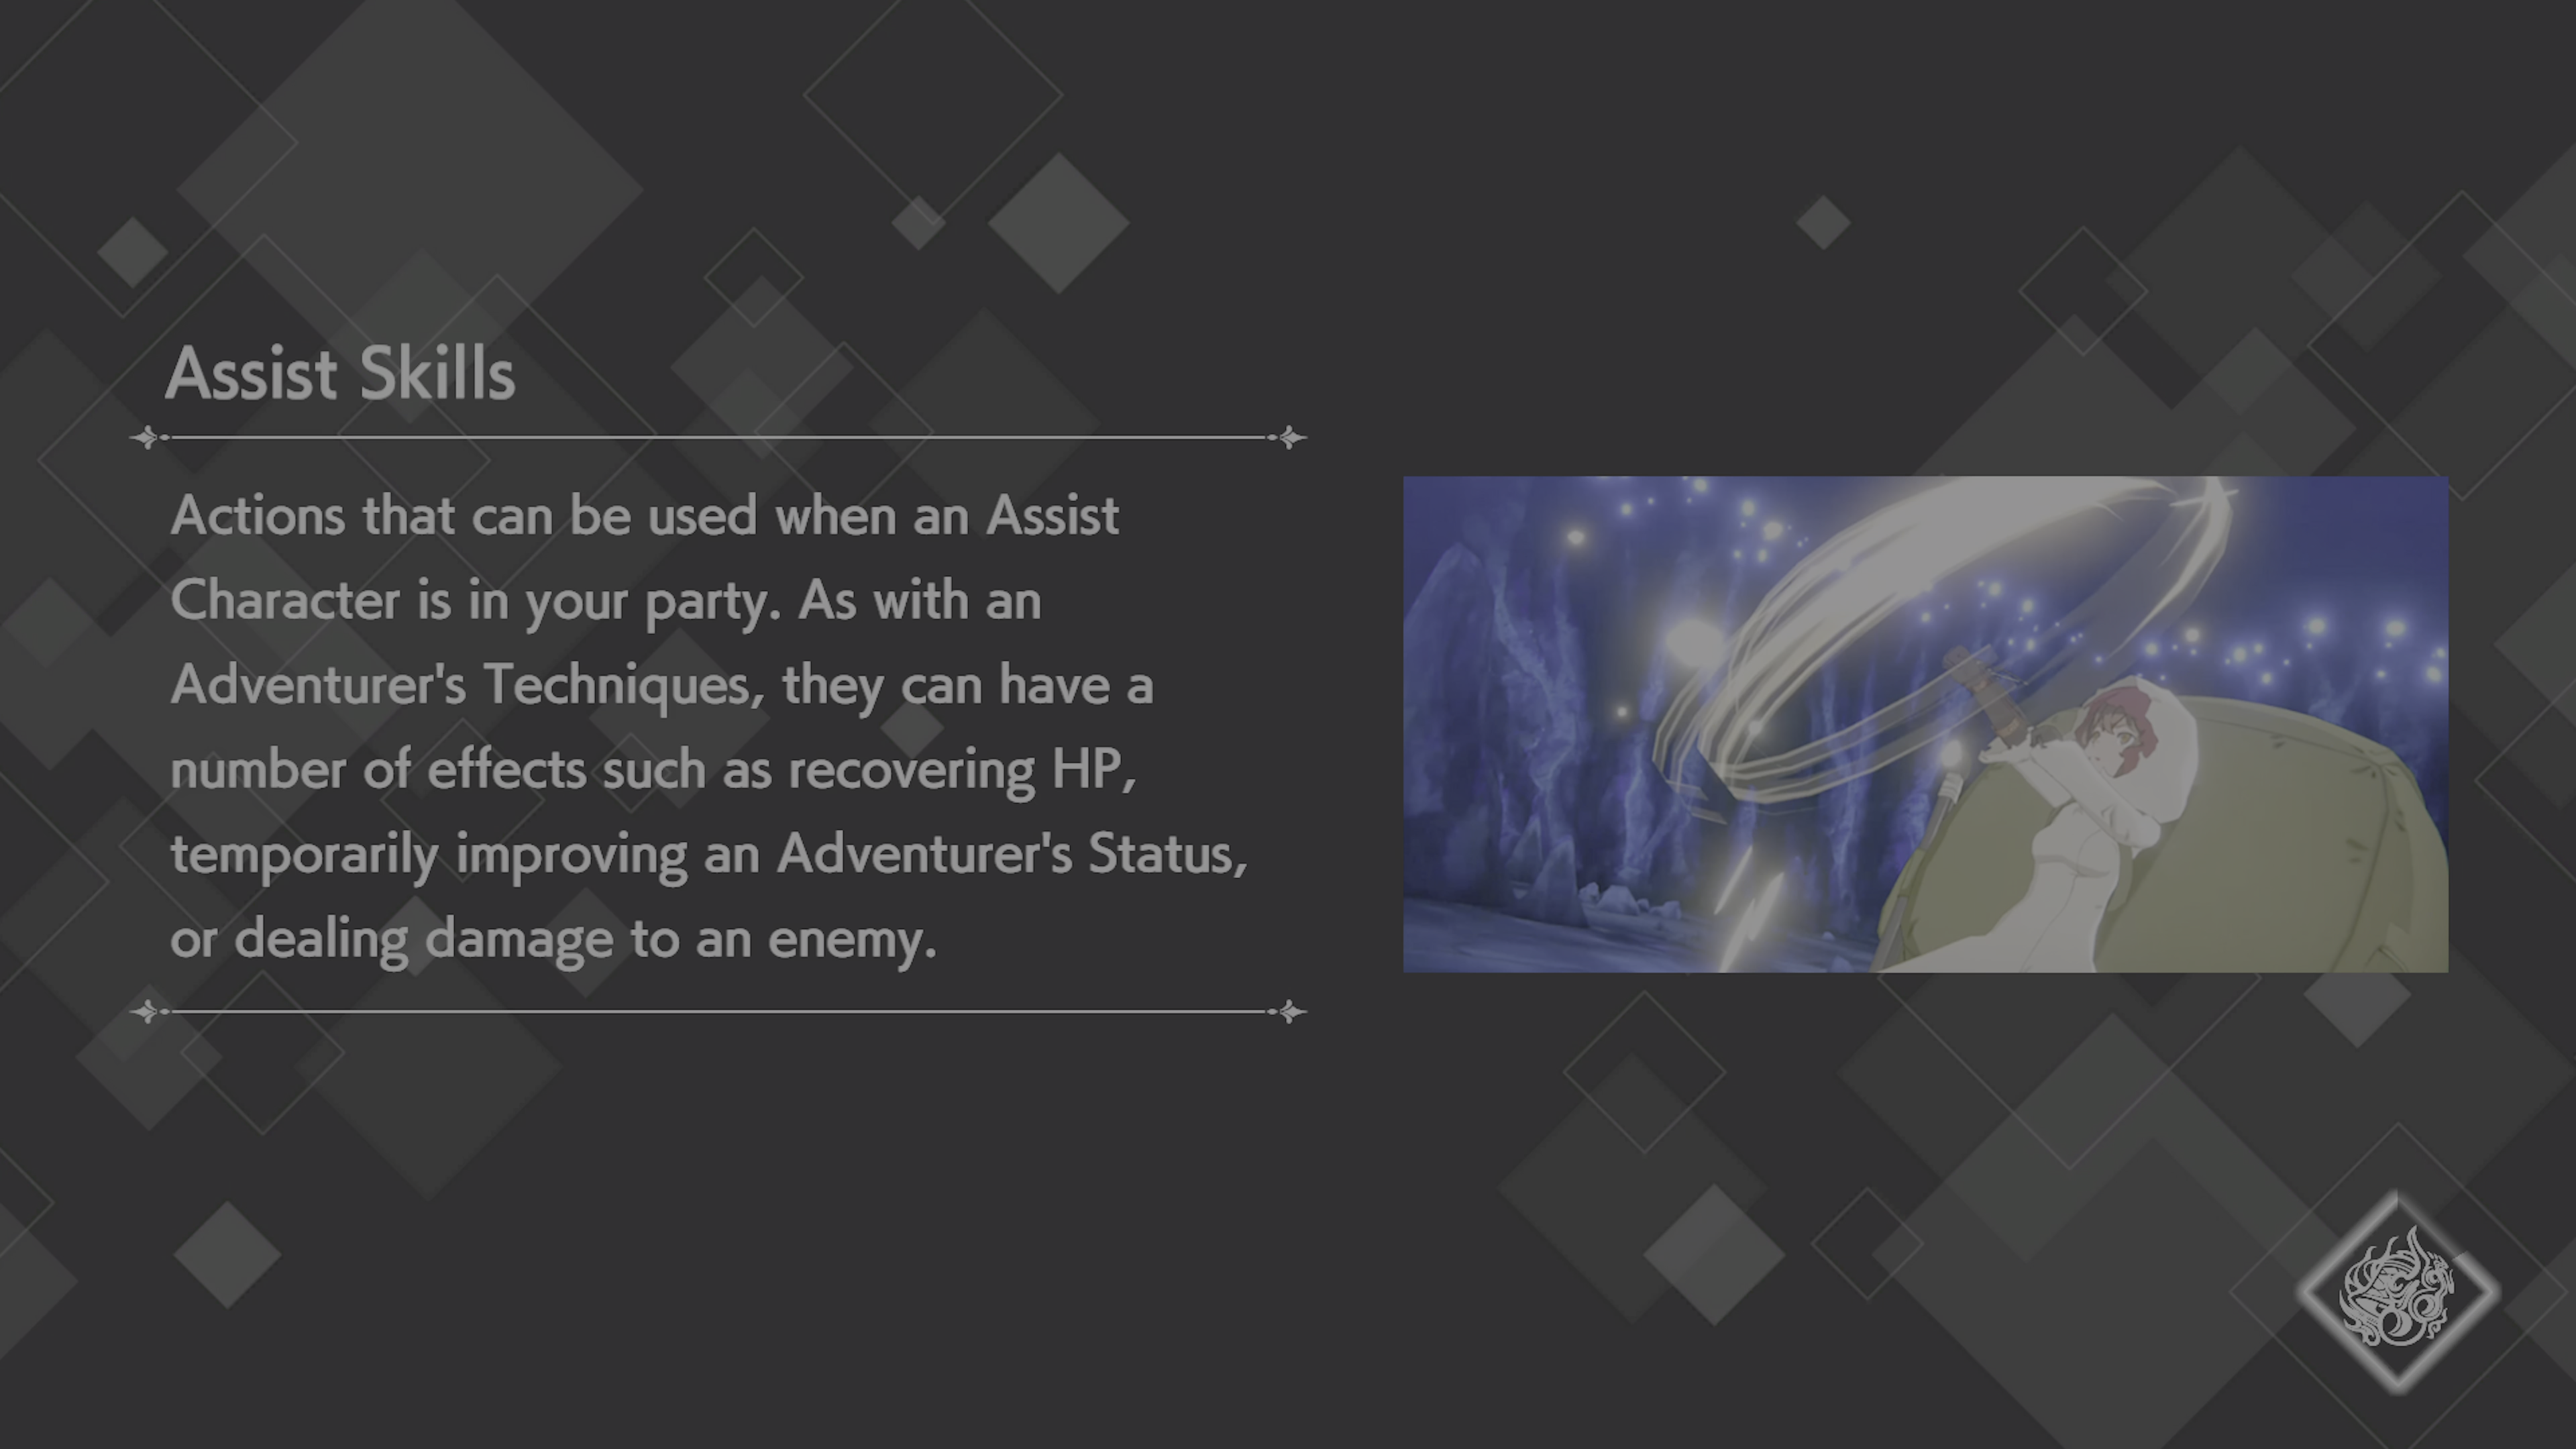 Assist Skills
Actions that can be used when an Assist
Character is in your party. As with an
Adventurer's Techniques, they can have a
number of effects such as recovering HP,
temporarily improving an Adventurer's Status,
or dealing damage to an enemy.